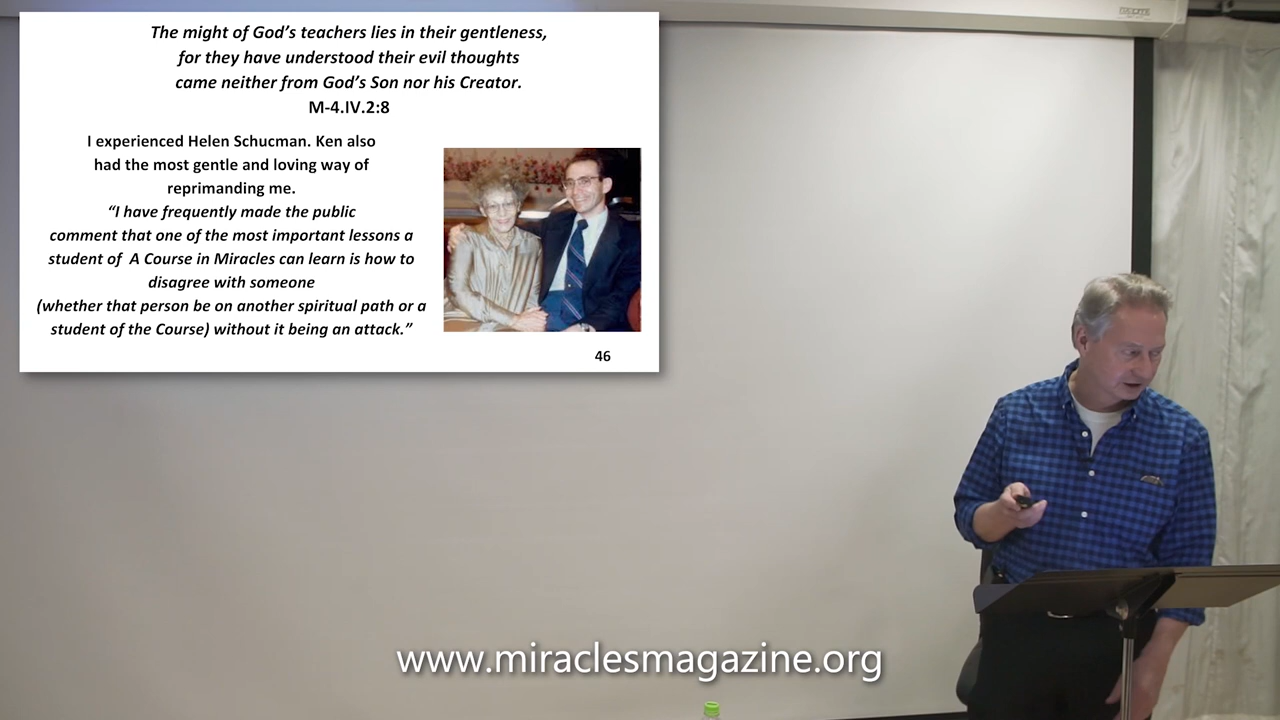 The might of God's teachers lies in their gentleness,
for they have understood their evil thoughts
came neither from God's Son nor his Creator.
M-4.IV.2:8
I experienced Helen Schucman. Ken also
had the most gentle and loving way of
reprimanding me.
“I have frequently made the public
comment that one of the most important lessons a
student of A Course in Miracles can learn is how to
disagree with someone
(whether that person be on another spiritual path or a
student of the Course) without it being an attack.”
46
DA-LITE
www.miraclesmagazine.org